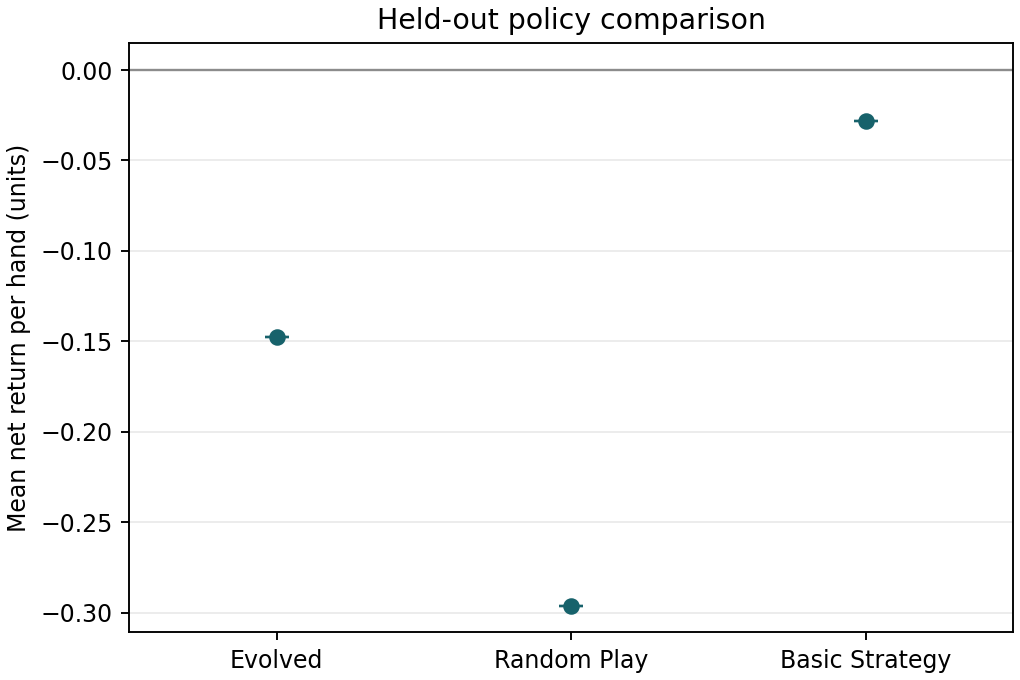 Held-out policy comparison
Mean net return per hand (units)
0.00
−0.05
−0.10
−0.15
−0.20
−0.25
−0.30
Evolved
Random Play
Basic Strategy